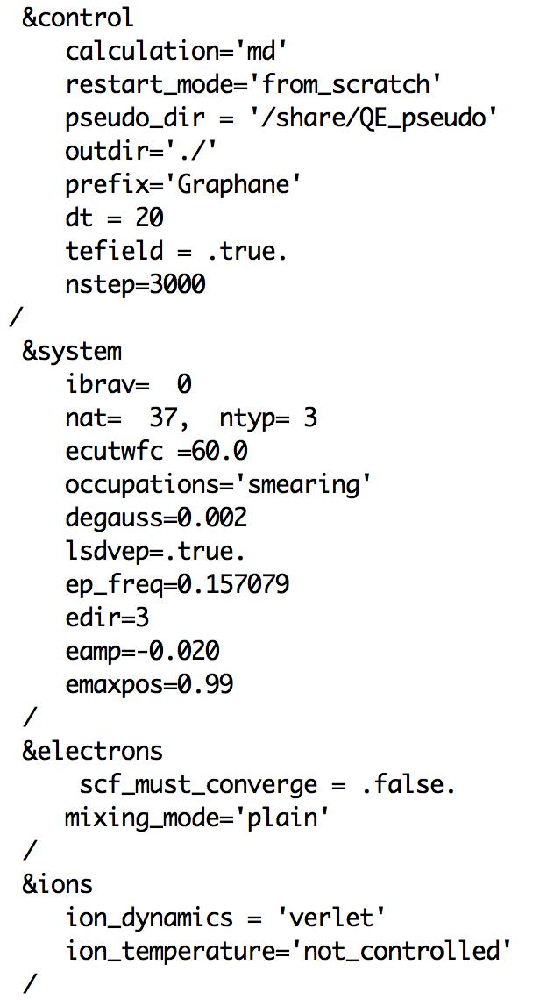 &control
calculation='md'
restart_mode='from_scratch'
pseudo_dir = '/share/QE_pseudo'
outdir='./'
prefix='Graphane'
dt = 20
tefield = .true.
nstep=3000
/
&system
ibrav=  0
nat=  37,  ntyp= 3
ecutwfc =60.0
occupations='smearing'
degauss=0.002
lsdvep=.true.
ep_freq=0.157079
edir=3
eamp=-0.020
emaxpos=0.99
/
&electrons
scf_must_converge = .false.
mixing_mode='plain'
/
&ions
ion_dynamics = 'verlet'
ion_temperature='not_controlled'
/